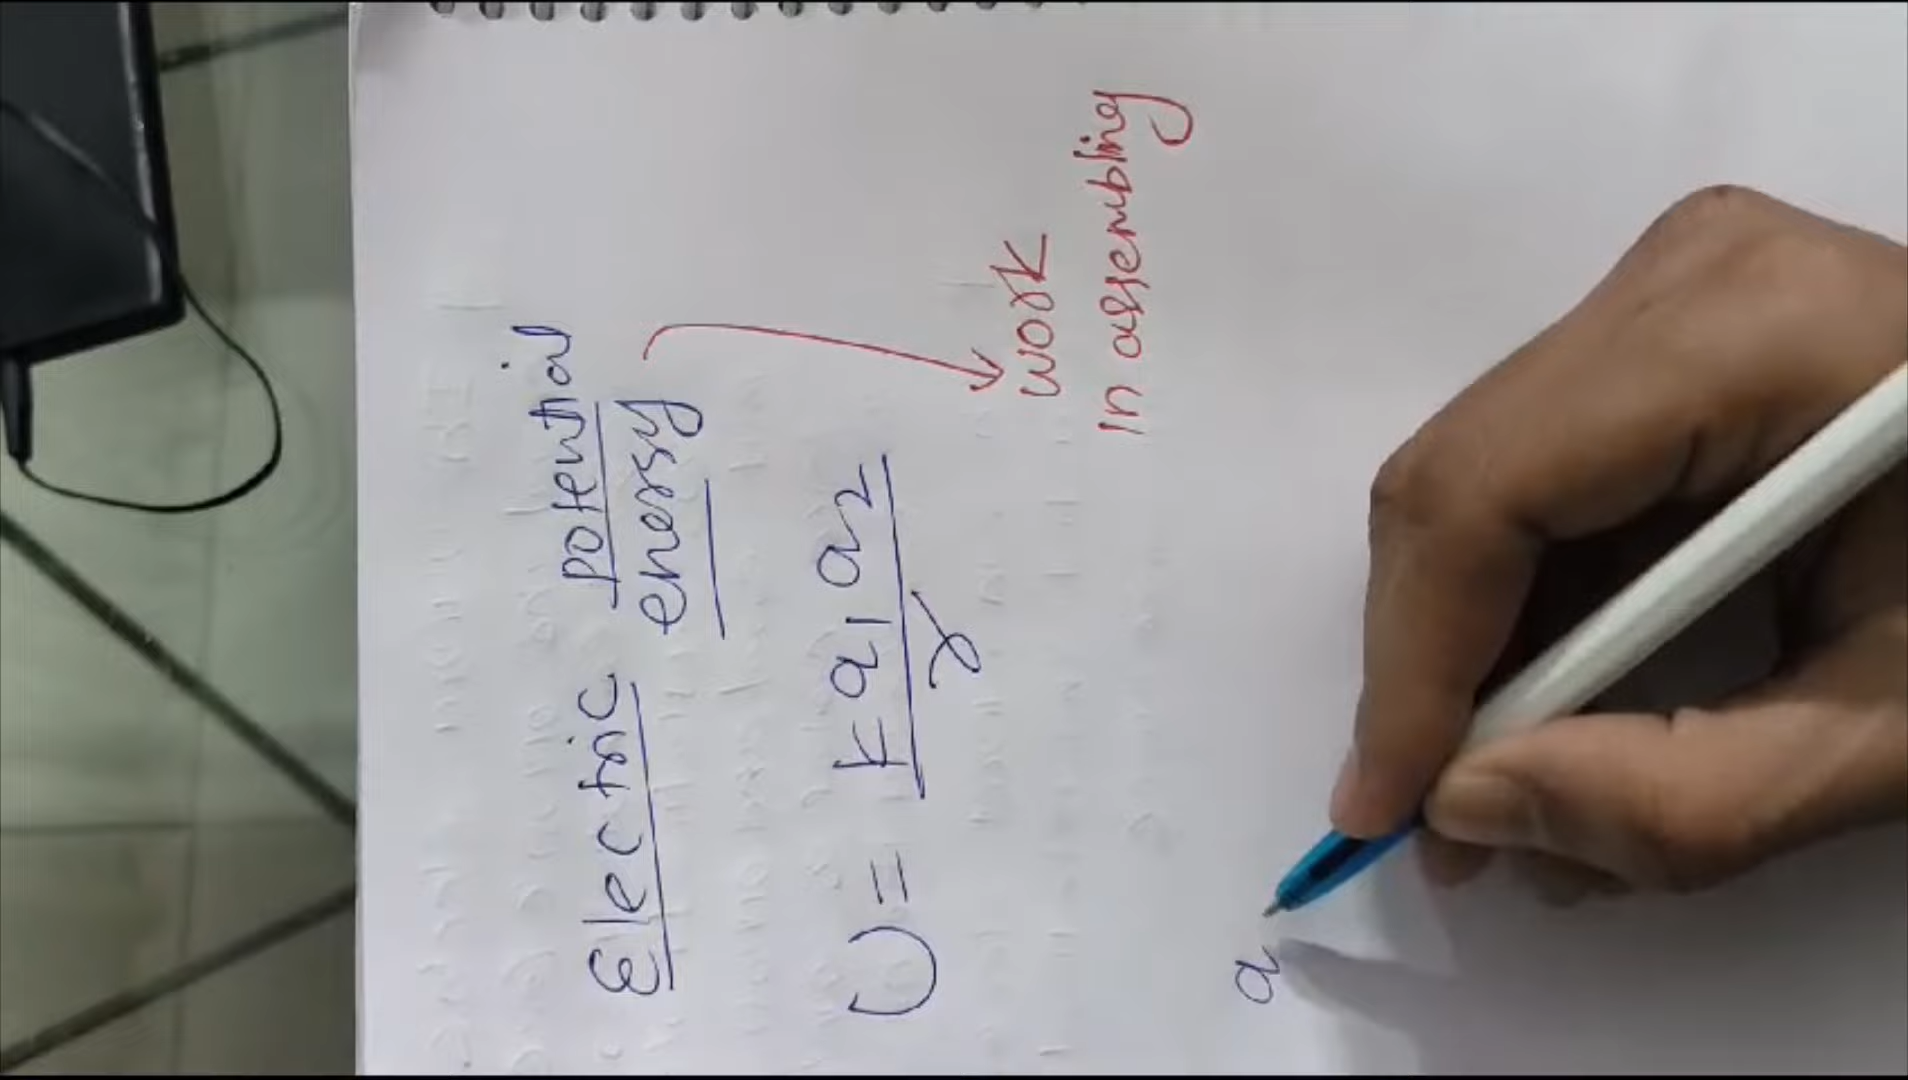 Electric potential
energy
U = kq1q2
r
work
in assembling
q